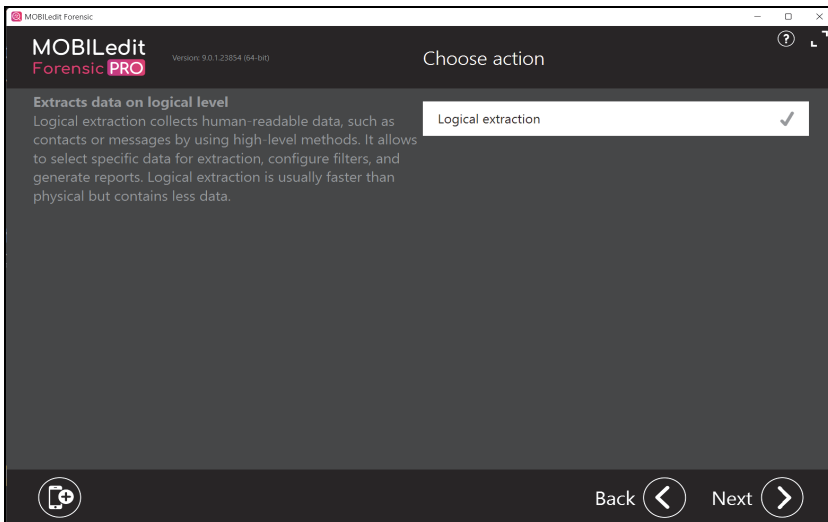 MOBILedit Forensic
MOBILedit
Forensic PRO
Version: 9.0.1.23854 (64-bit)
Choose action
?
Extracts data on logical level
Logical extraction collects human-readable data, such as
contacts or messages by using high-level methods. It allows
to select specific data for extraction, configure filters, and
generate reports. Logical extraction is usually faster than
physical but contains less data.
Logical extraction
Back
Next